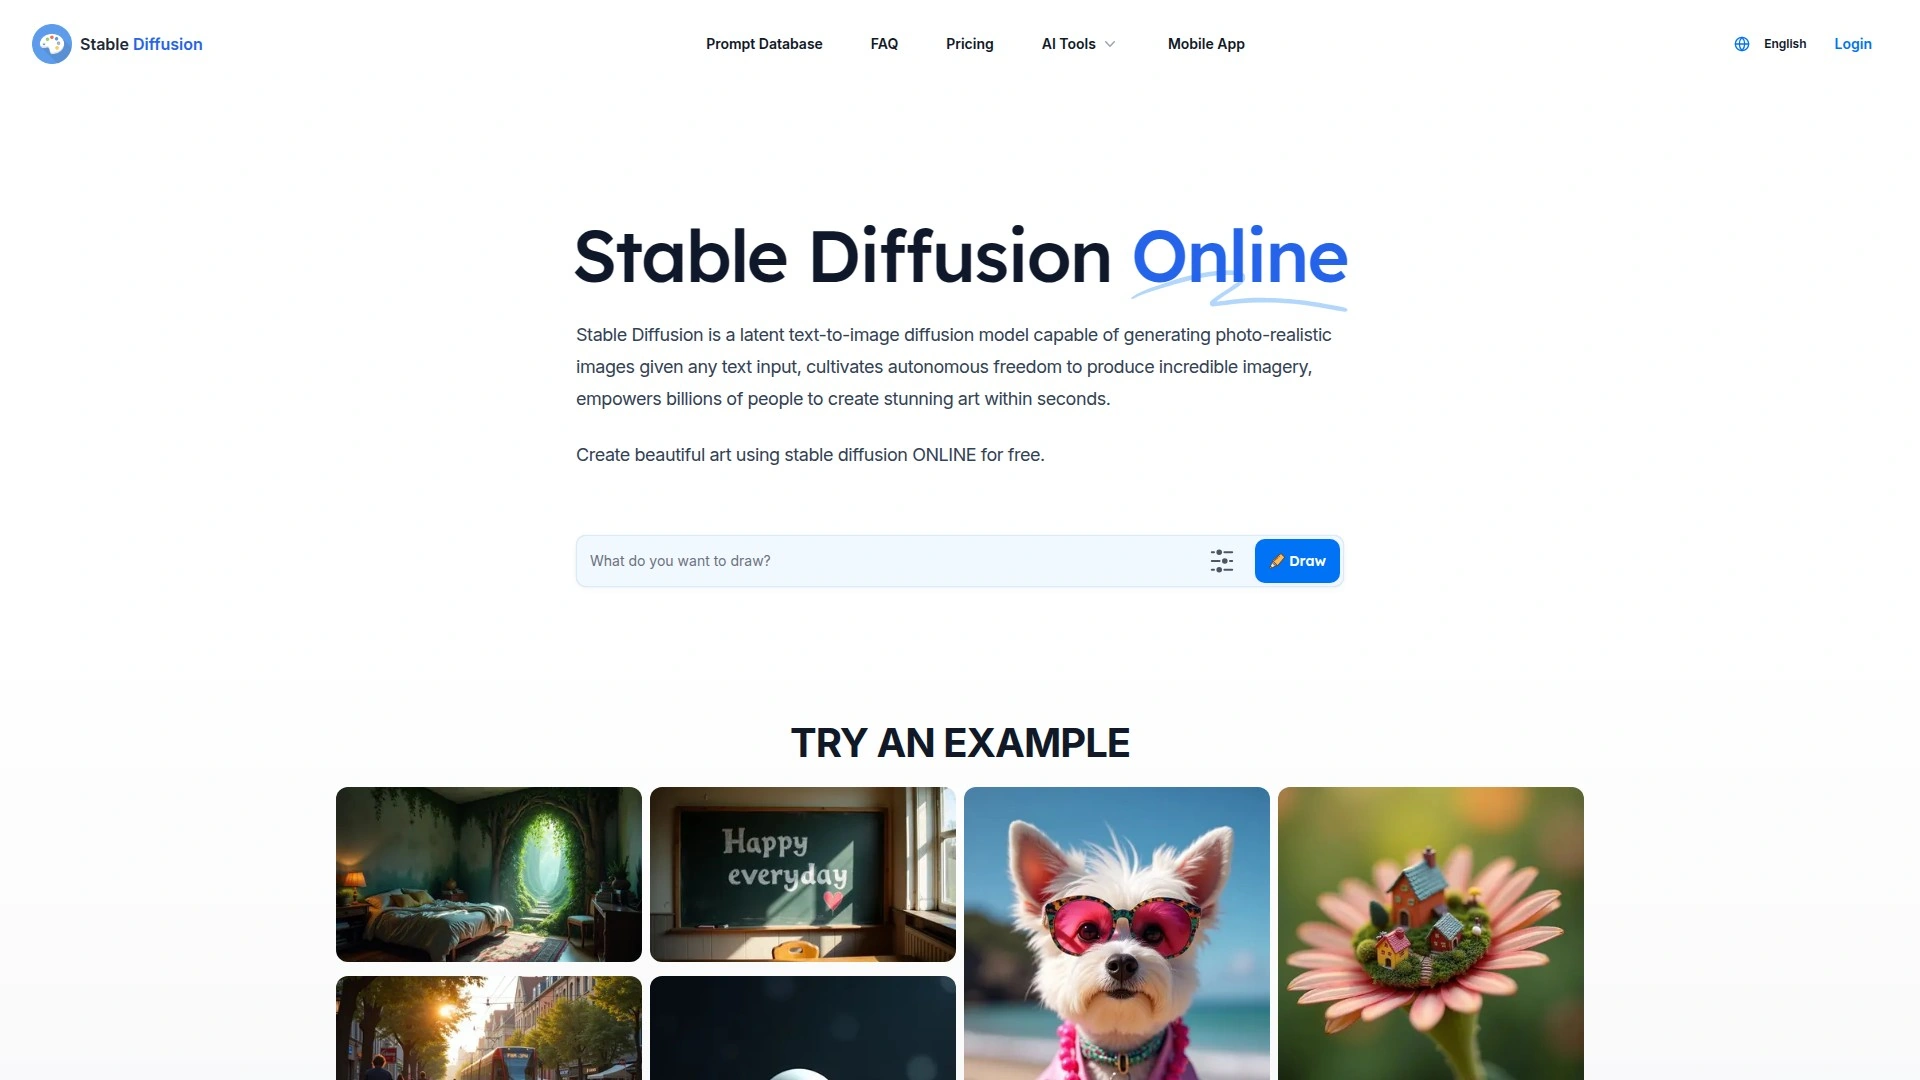 Stable Diffusion
Prompt Database
FAQ
Pricing
AI Tools
Mobile App
English
Login
Stable Diffusion Online
Stable Diffusion is a latent text-to-image diffusion model capable of generating photo-realistic
images given any text input, cultivates autonomous freedom to produce incredible imagery,
empowers billions of people to create stunning art within seconds.
Create beautiful art using stable diffusion ONLINE for free.
What do you want to draw?
Draw
TRY AN EXAMPLE
Happy
everyday